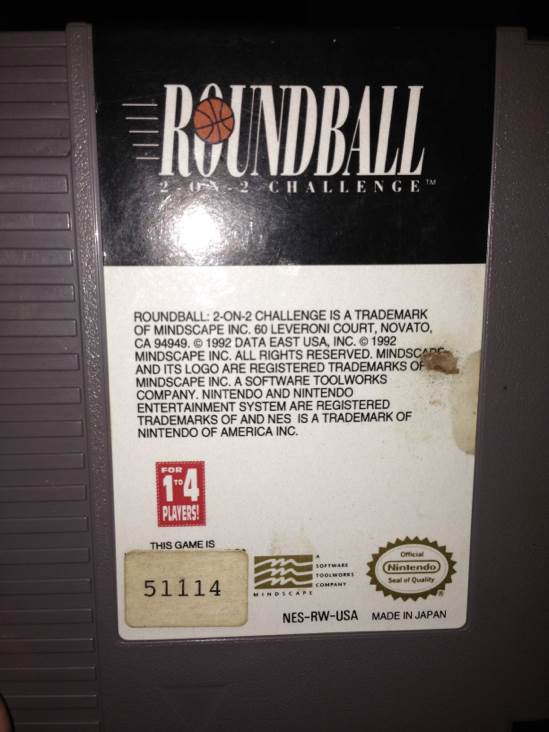 ROUNDBALL
2-ON-2 CHALLENGE™
ROUNDBALL: 2-ON-2 CHALLENGE IS A TRADEMARK
OF MINDSCAPE INC. 60 LEVERONI COURT, NOVATO,
CA 94949. © 1992 DATA EAST USA, INC. © 1992
MINDSCAPE INC. ALL RIGHTS RESERVED. MINDSCAPE
AND ITS LOGO ARE REGISTERED TRADEMARKS OF
MINDSCAPE INC. A SOFTWARE TOOLWORKS
COMPANY. NINTENDO AND NINTENDO
ENTERTAINMENT SYSTEM ARE REGISTERED
TRADEMARKS OF AND NES IS A TRADEMARK OF
NINTENDO OF AMERICA INC.
FOR
1 TO 4
PLAYERS!
THIS GAME IS
51114
MINDSCAPE
A
SOFTWARE
TOOLWORKS
COMPANY
Official
Nintendo
Seal of Quality
®
NES-RW-USA
MADE IN JAPAN